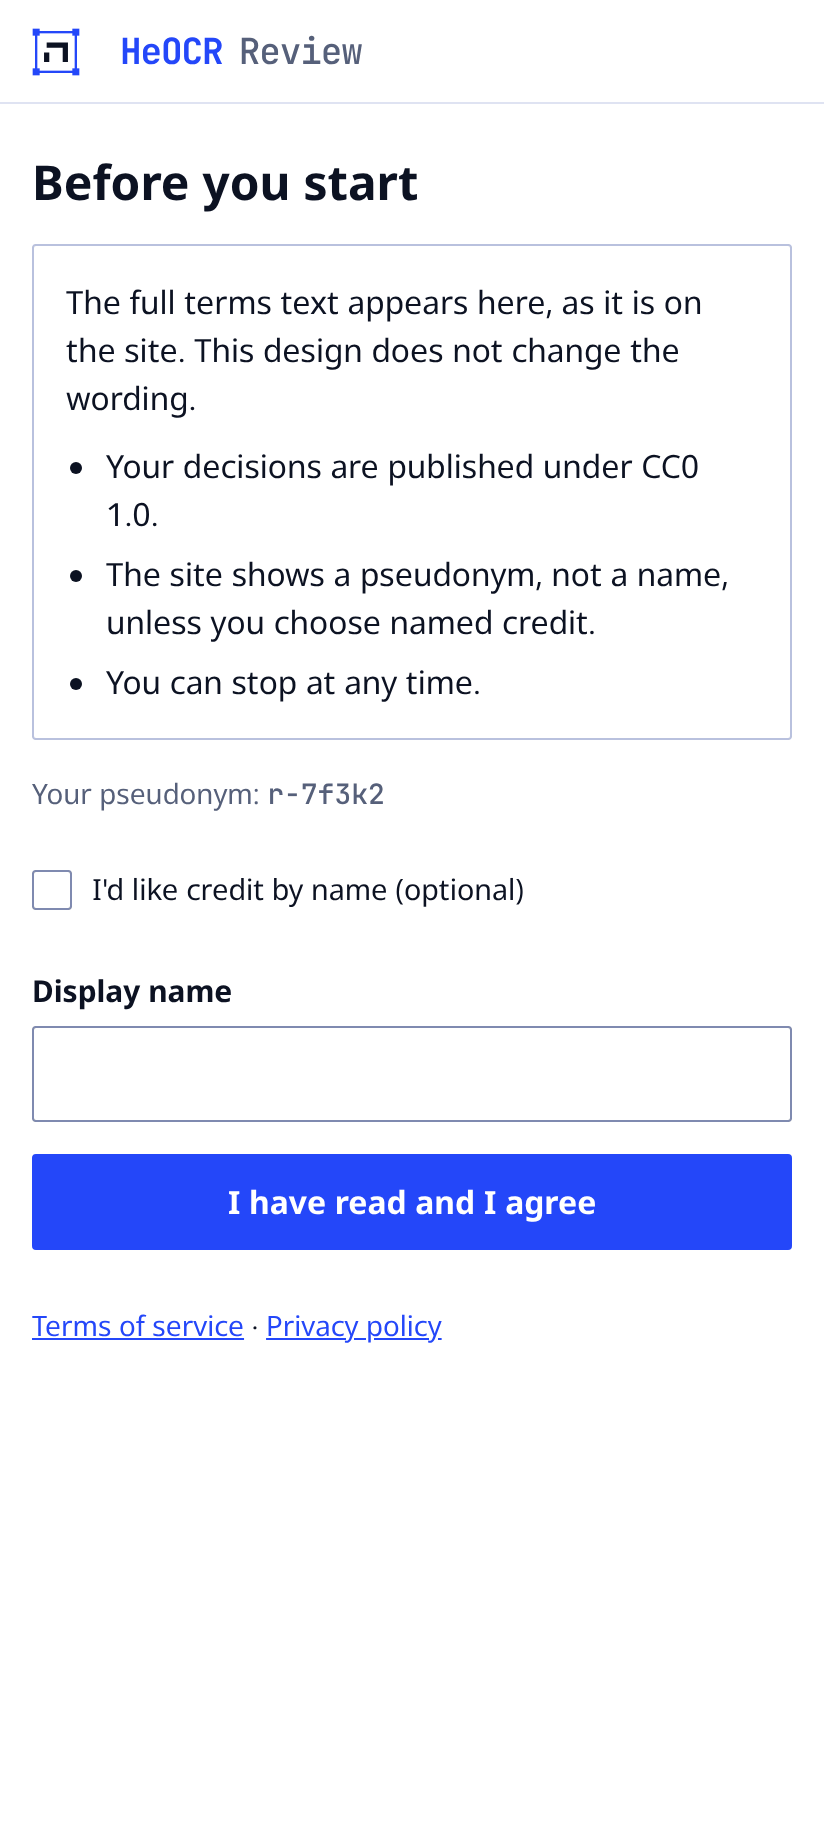 HeOCR Review
Before you start
The full terms text appears here, as it is on
the site. This design does not change the
wording.
• Your decisions are published under CC0
1.0.
• The site shows a pseudonym, not a name,
unless you choose named credit.
• You can stop at any time.
Your pseudonym: r-7f3k2
I'd like credit by name (optional)
Display name
I have read and I agree
Terms of service · Privacy policy